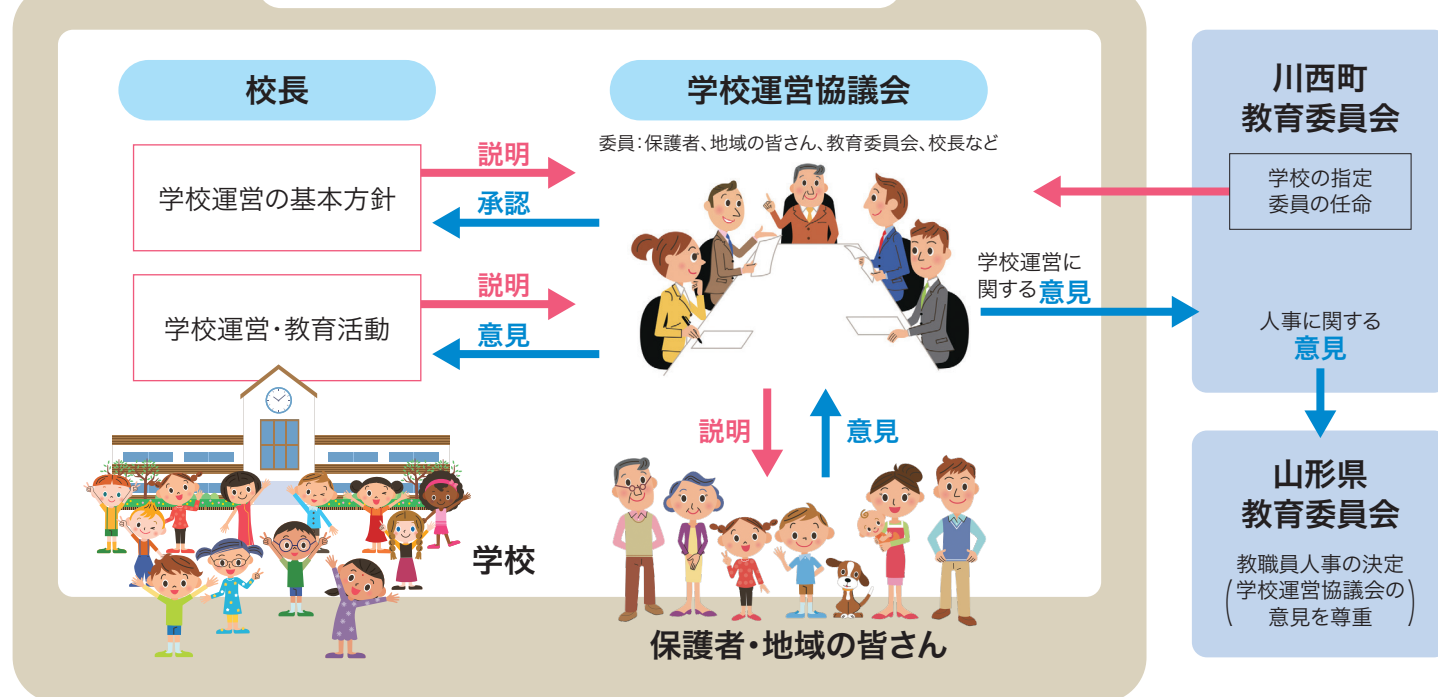 校長
学校運営の基本方針
説明
承認
学校運営・教育活動
説明
意見
学校
学校運営協議会
委員:保護者、地域の皆さん、教育委員会、校長など
学校運営に
関する意見
説明
意見
保護者・地域の皆さん
川西町
教育委員会
学校の指定
委員の任命
人事に関する
意見
山形県
教育委員会
教職員人事の決定
(学校運営協議会の
意見を尊重)